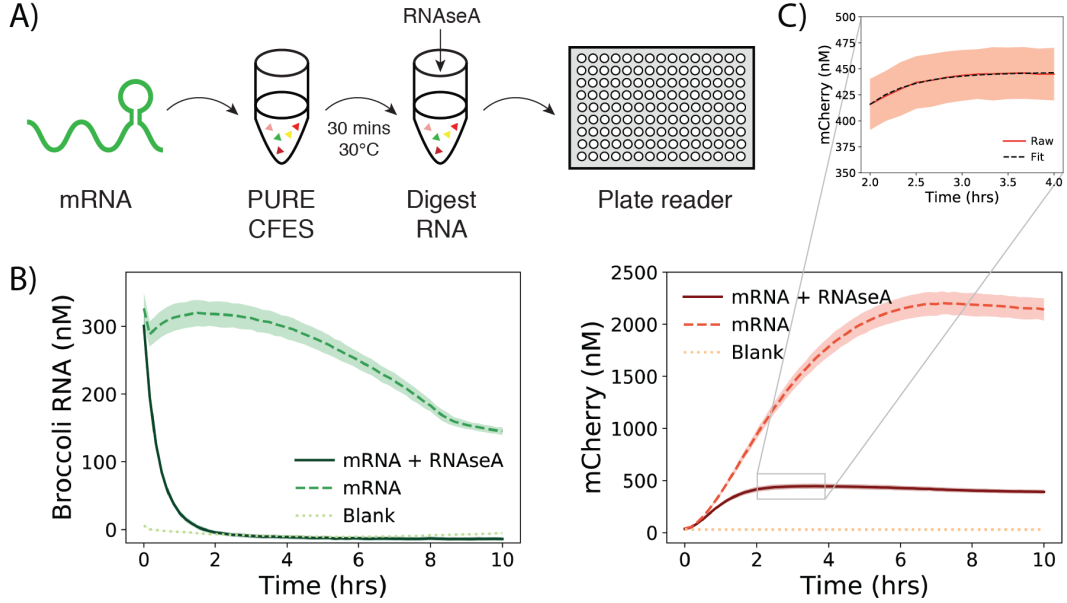 A)
RNAseA
mRNA
30 mins
30°C
PURE
CFES
Digest
RNA
Plate reader
C)
mCherry (nM)
500
475
450
425
400
375
350
Raw
Fit
2.0 2.5 3.0 3.5 4.0
Time (hrs)
B)
Broccoli RNA (nM)
300
200
100
0
mRNA + RNAseA
mRNA
Blank
0 2 4 6 8 10
Time (hrs)
mCherry (nM)
2500
2000
1500
1000
500
0
mRNA + RNAseA
mRNA
Blank
0 2 4 6 8 10
Time (hrs)